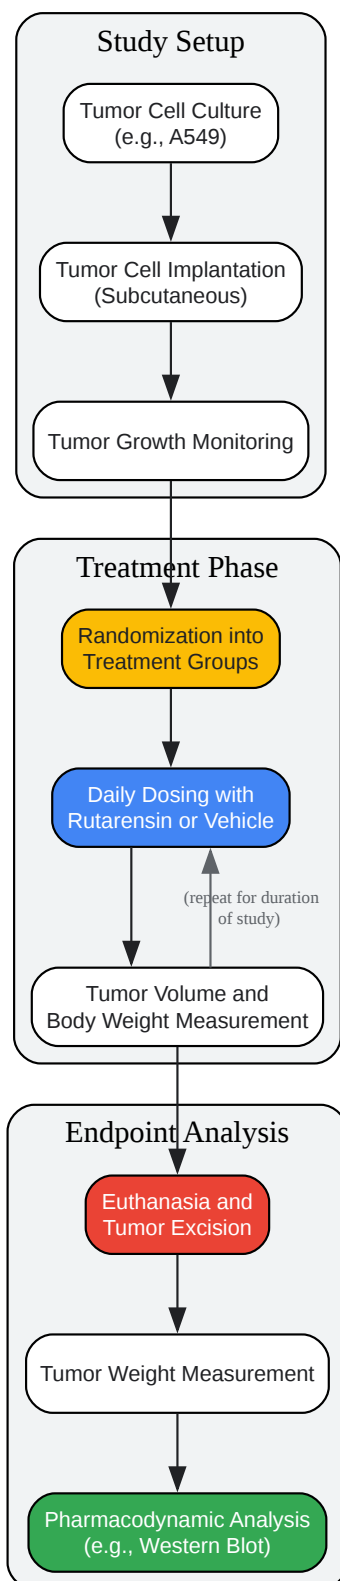 Study Setup
Tumor Cell Culture
(e.g., A549)
Tumor Cell Implantation
(Subcutaneous)
Tumor Growth Monitoring
Treatment Phase
Randomization into
Treatment Groups
Daily Dosing with
Rutarensin or Vehicle
(repeat for duration
of study)
Tumor Volume and
Body Weight Measurement
Endpoint Analysis
Euthanasia and
Tumor Excision
Tumor Weight Measurement
Pharmacodynamic Analysis
(e.g., Western Blot)